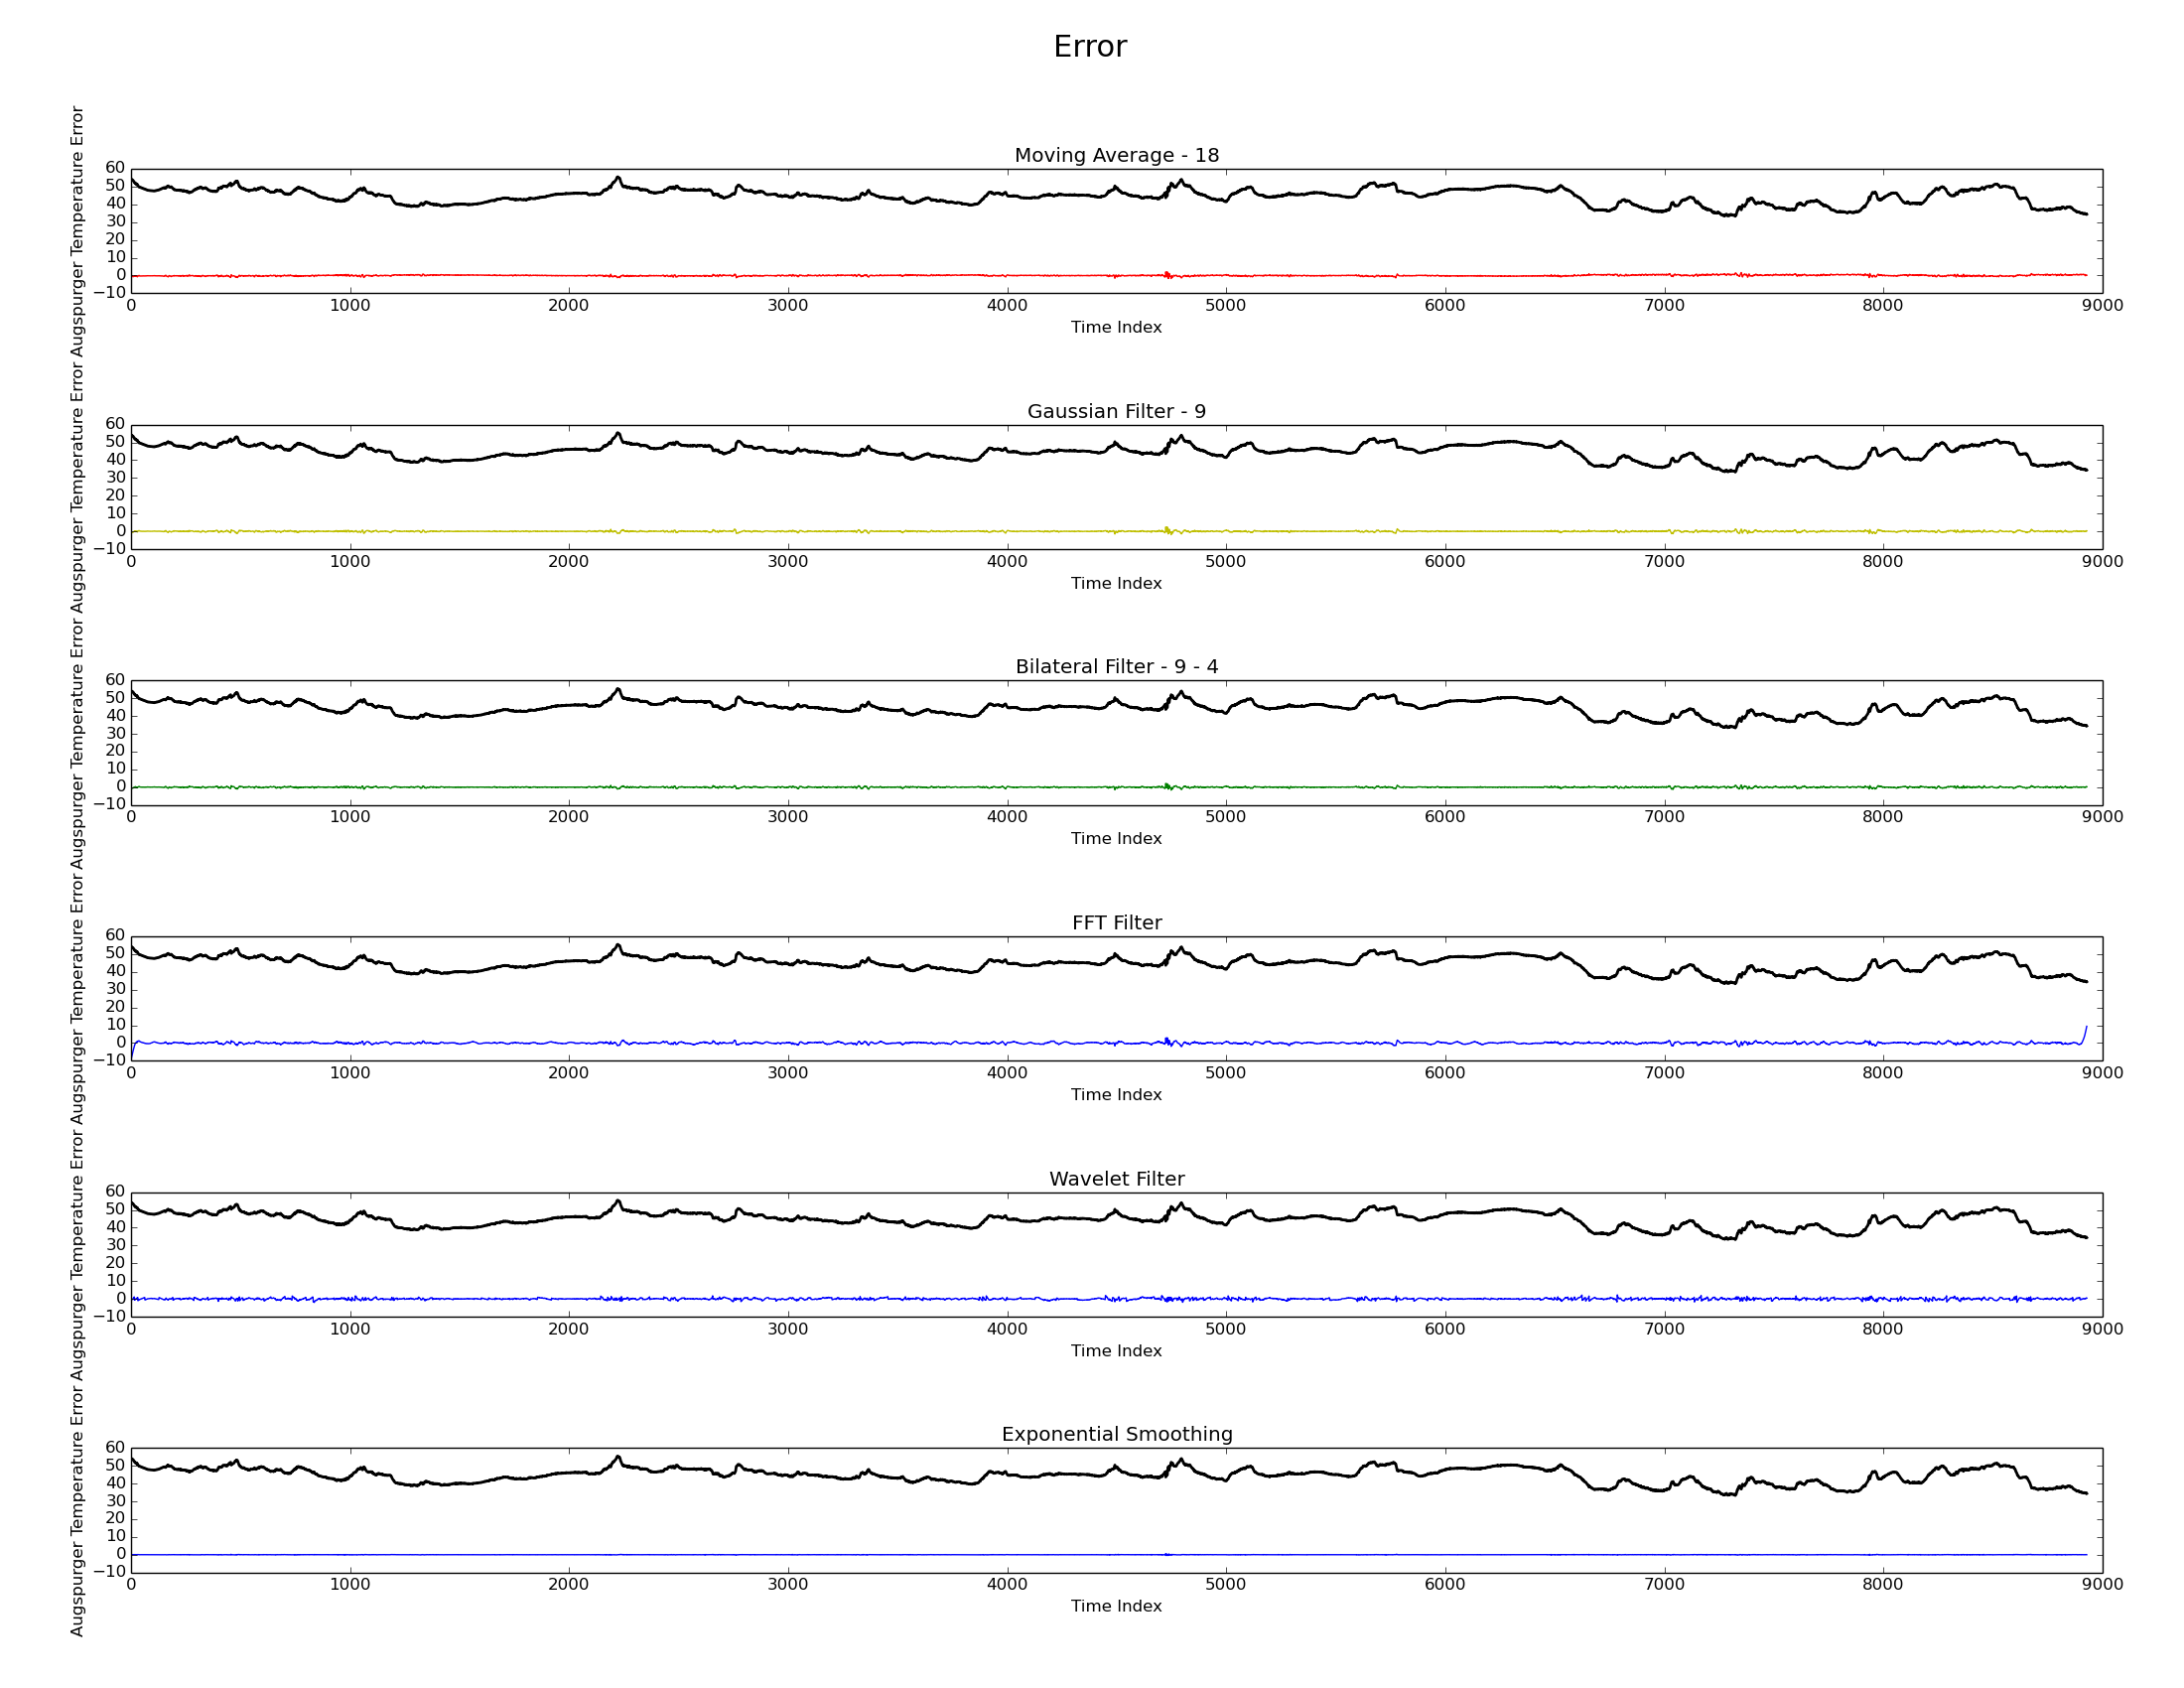 Error
Moving Average - 18
Augspurger Temperature Error
60
50
40
30
20
10
0
−10
0 1000 2000 3000 4000 5000 6000 7000 8000 9000
Time Index
Gaussian Filter - 9
Augspurger Temperature Error
60
50
40
30
20
10
0
−10
0 1000 2000 3000 4000 5000 6000 7000 8000 9000
Time Index
Bilateral Filter - 9 - 4
Augspurger Temperature Error
60
50
40
30
20
10
0
−10
0 1000 2000 3000 4000 5000 6000 7000 8000 9000
Time Index
FFT Filter
Augspurger Temperature Error
60
50
40
30
20
10
0
−10
0 1000 2000 3000 4000 5000 6000 7000 8000 9000
Time Index
Wavelet Filter
Augspurger Temperature Error
60
50
40
30
20
10
0
−10
0 1000 2000 3000 4000 5000 6000 7000 8000 9000
Time Index
Exponential Smoothing
Augspurger Temperature Error
60
50
40
30
20
10
0
−10
0 1000 2000 3000 4000 5000 6000 7000 8000 9000
Time Index